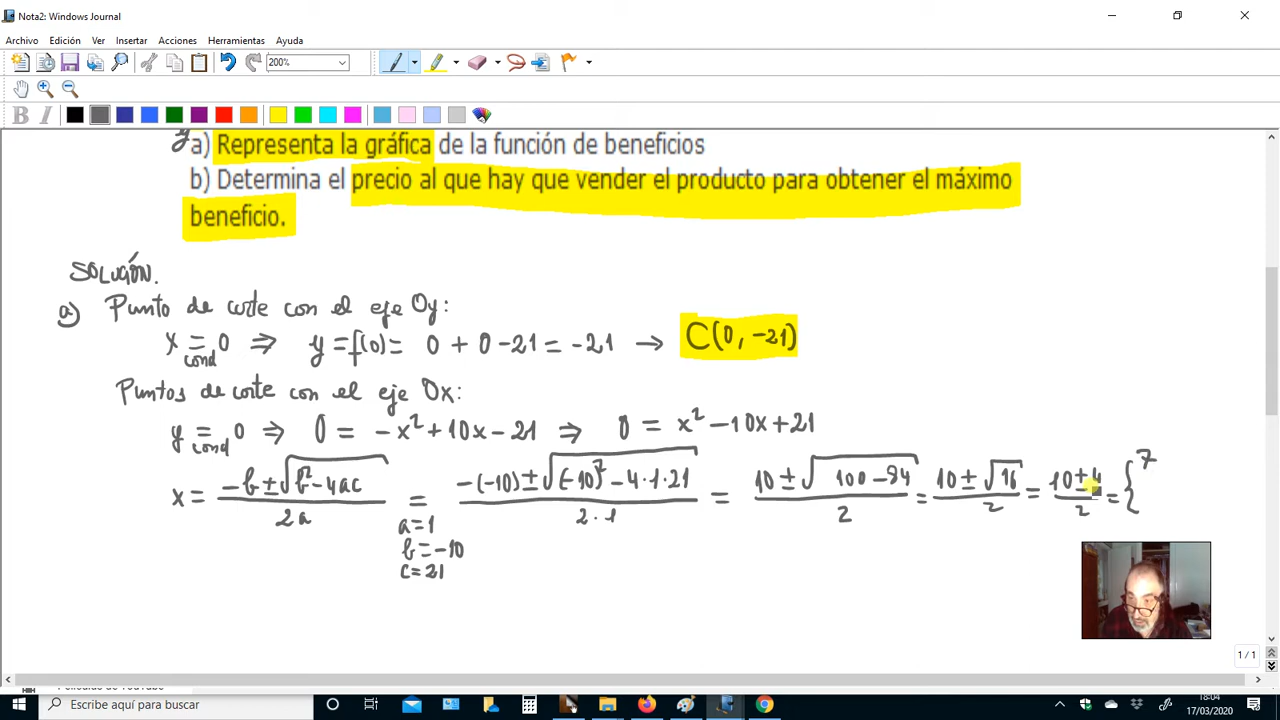 Nota2: Windows Journal
Archivo Edición Ver Insertar Acciones Herramientas Ayuda
200%
B I
y
a) Representa la gráfica de la función de beneficios
b) Determina el precio al que hay que vender el producto para obtener el máximo
beneficio.
SOLUCIÓN.
a) Punto de corte con el eje Oy:
x = 0 ⇒ y = f(0) = 0 + 0 - 21 = -21 → C(0, -21)
cond
Puntos de corte con el eje Ox:
y = 0 ⇒ 0 = -x² + 10x - 21 ⇒ 0 = x² - 10x + 21
cond
x = (-b ± √(b² - 4ac)) / 2a = (-(-10) ± √((-10)² - 4·1·21)) / 2·1 = (10 ± √(100 - 84)) / 2 = (10 ± √16) / 2 = (10 ± 4) / 2 = { 7
a = 1
b = -10
c = 21
1 / 1
Películas de YouTube
Escribe aquí para buscar
18:04
17/03/2020